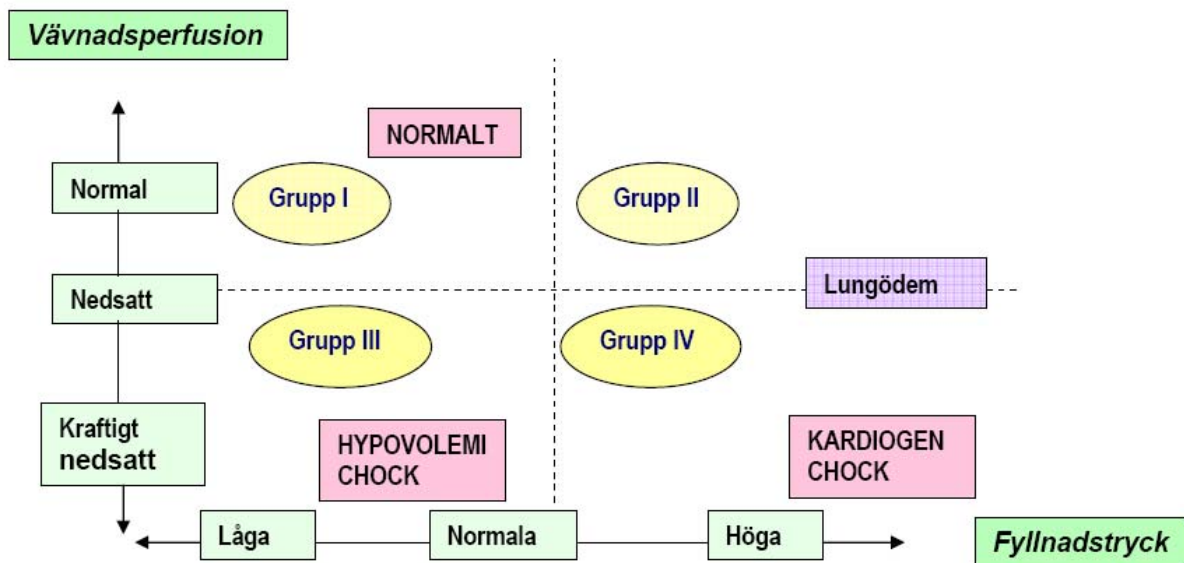 Vävnadsperfusion
NORMALT
Normal
Grupp I
Grupp II
Nedsatt
Lungödem
Grupp III
Grupp IV
Kraftigt
nedsatt
HYPOVOLEMI
CHOCK
KARDIOGEN
CHOCK
Låga
Normala
Höga
Fyllnadstryck